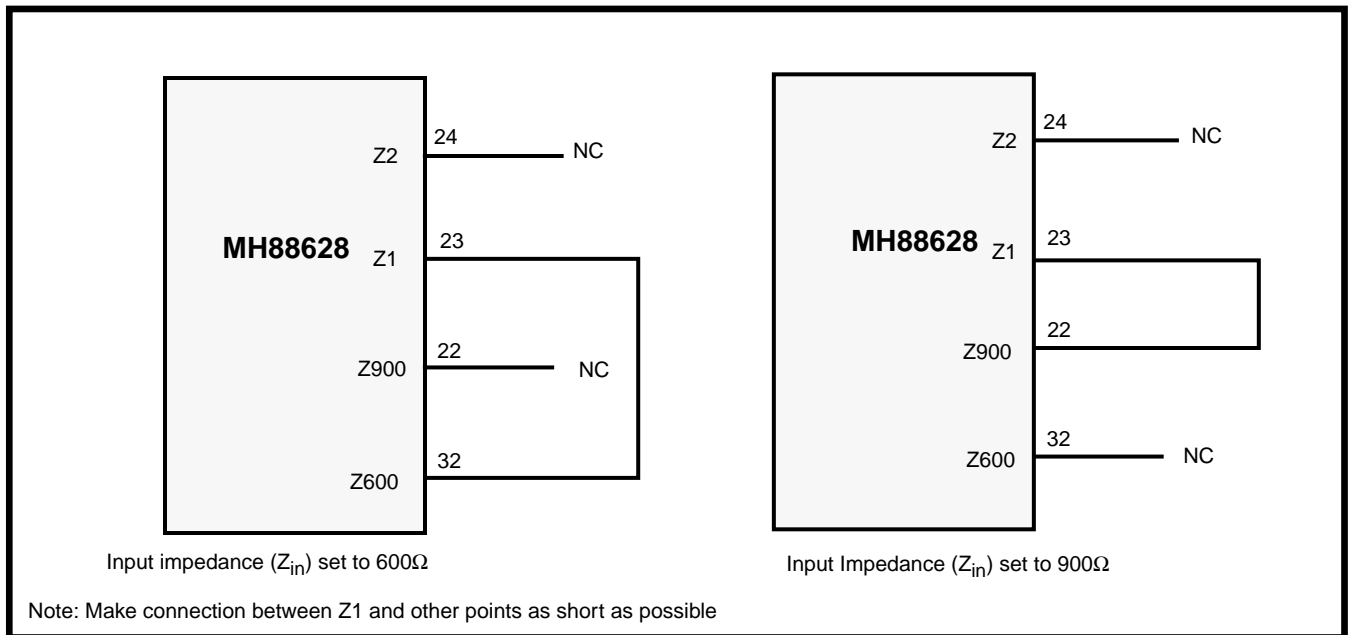 24
Z2
NC
MH88628
23
Z1
22
Z900
NC
32
Z600
Input impedance (Zin) set to 600Ω
24
Z2
NC
MH88628
23
Z1
22
Z900
32
Z600
NC
Input Impedance (Zin) set to 900Ω
Note: Make connection between Z1 and other points as short as possible